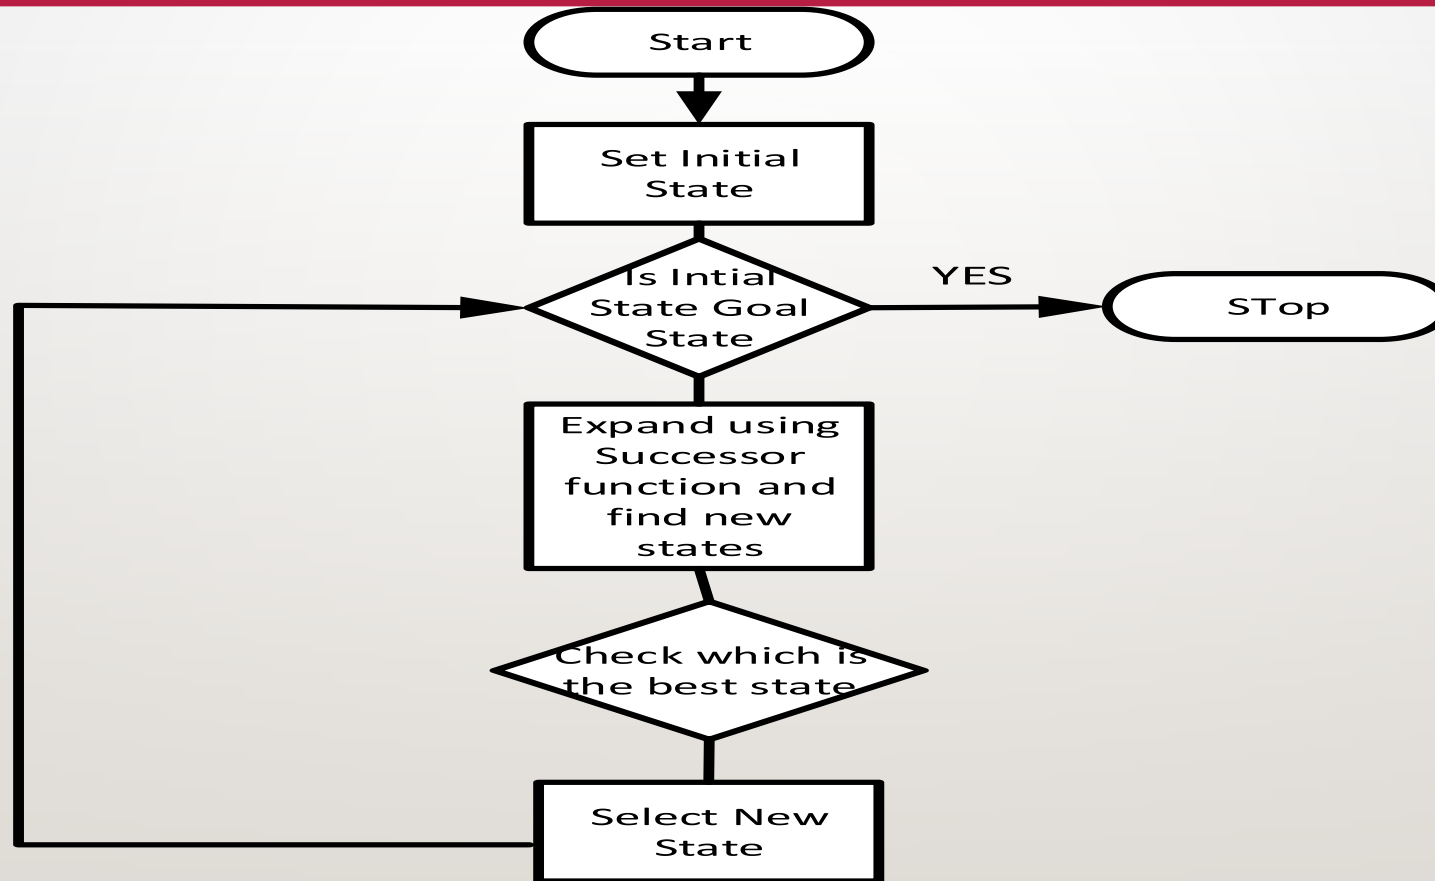 Start
Set Initial
State
Is Intial
State Goal
State
YES
STop
Expand using
Successor
function and
find new
states
Check which is
the best state
Select New
State